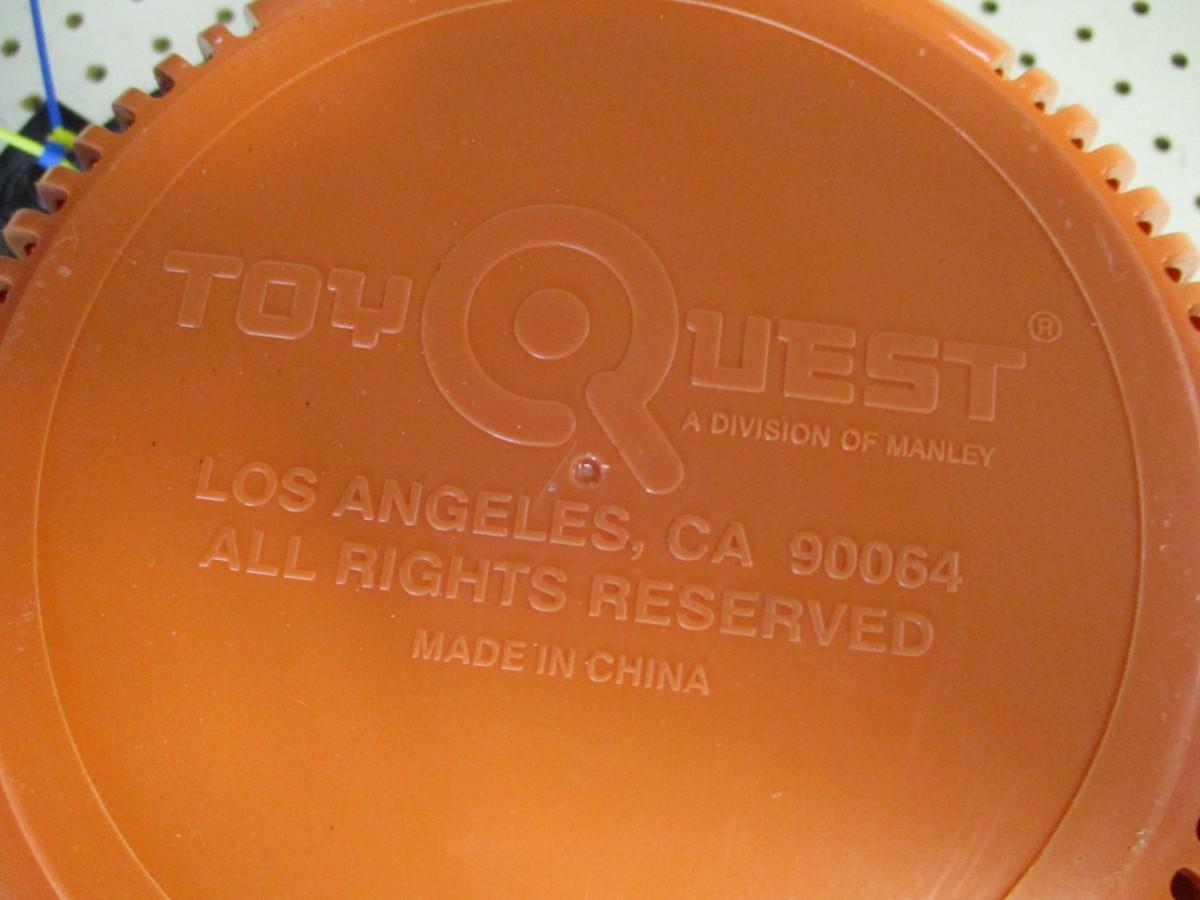 TOY QUEST®
A DIVISION OF MANLEY
LOS ANGELES, CA 90064
ALL RIGHTS RESERVED
MADE IN CHINA